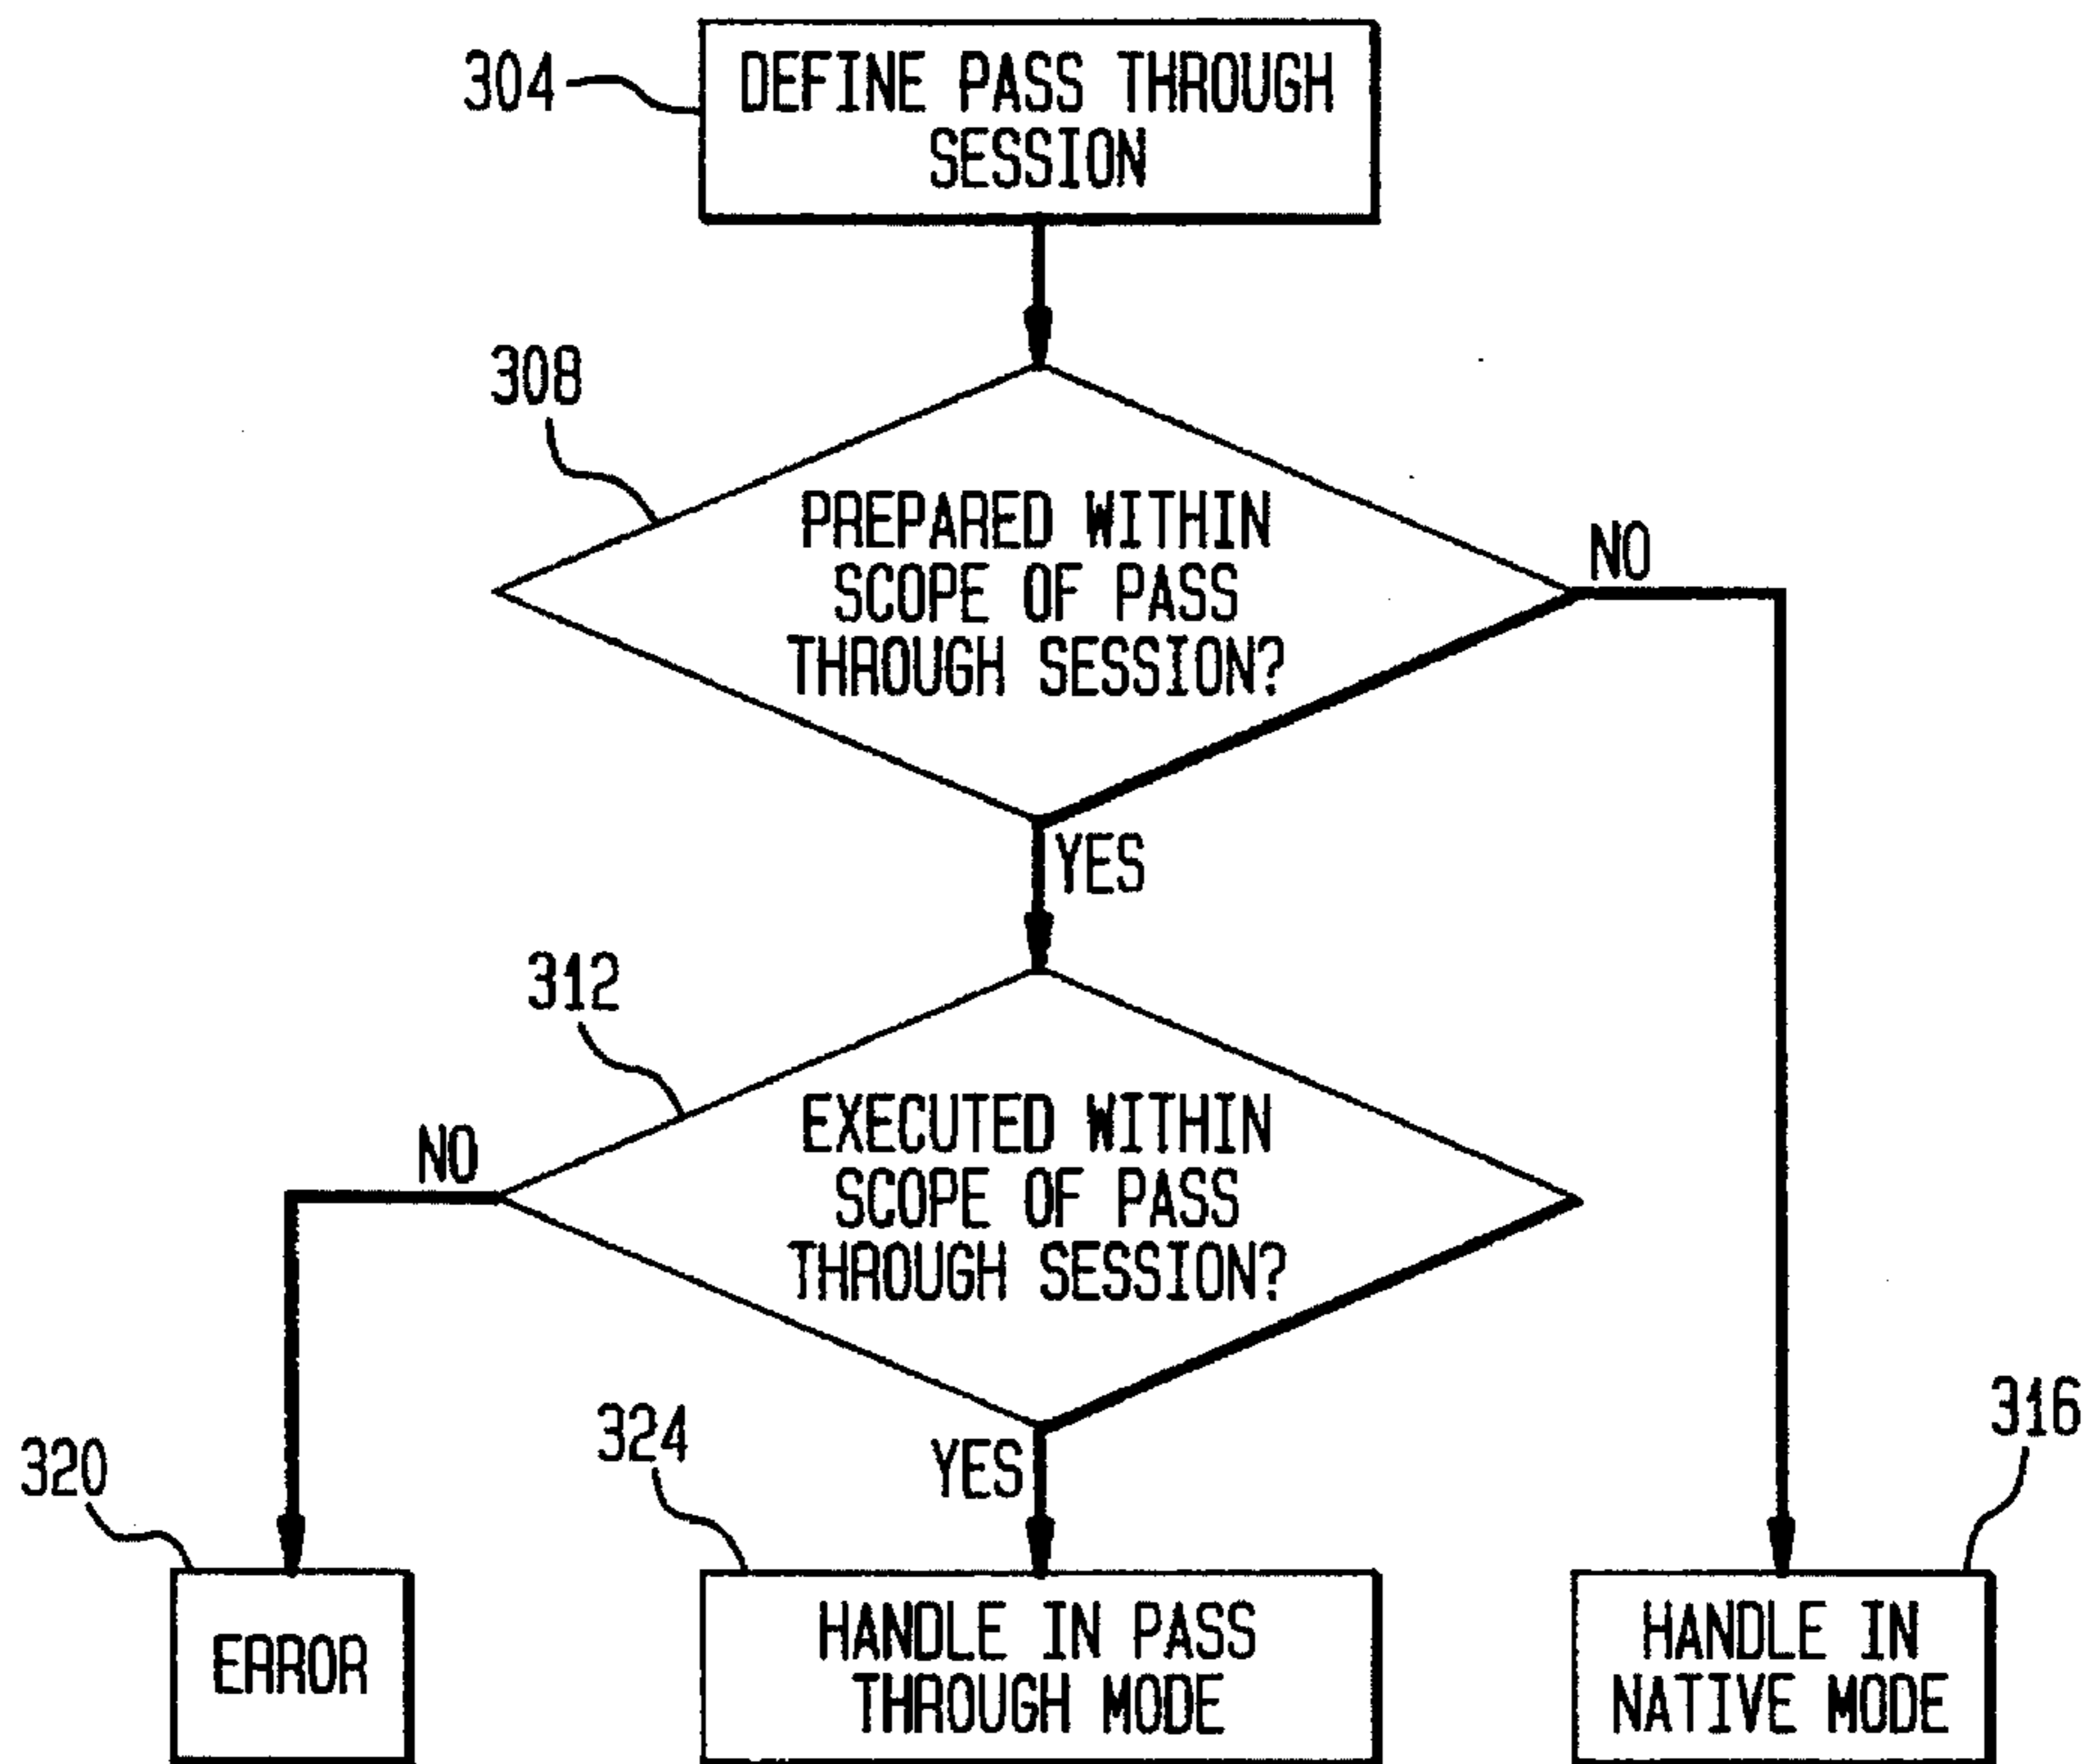 304
DEFINE PASS THROUGH
SESSION
308
PREPARED WITHIN
SCOPE OF PASS
THROUGH SESSION?
NO
YES
312
EXECUTED WITHIN
SCOPE OF PASS
THROUGH SESSION?
NO
YES
320
ERROR
324
HANDLE IN PASS
THROUGH MODE
316
HANDLE IN
NATIVE MODE